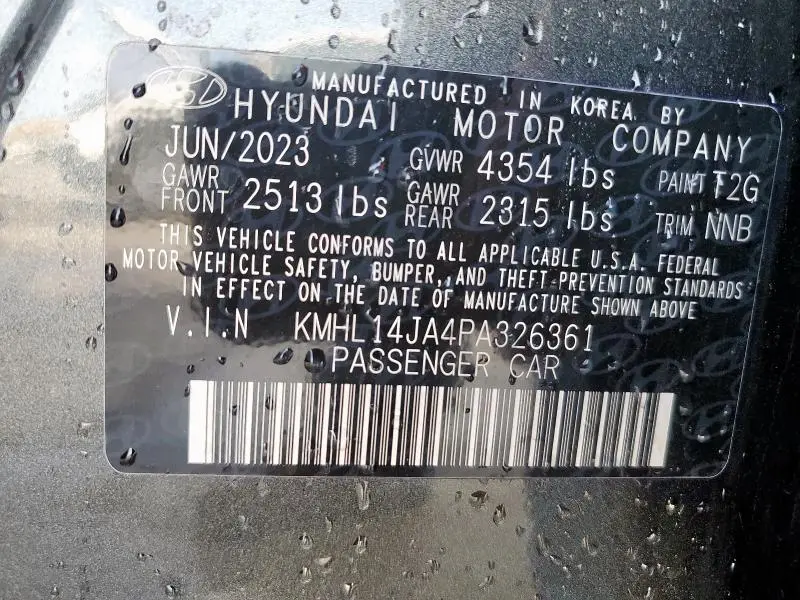 MANUFACTURED IN KOREA BY
HYUNDAI MOTOR COMPANY
JUN/2023 GVWR 4354 lbs PAINT T2G
GAWR FRONT 2513 lbs GAWR REAR 2315 lbs TRIM NNB
THIS VEHICLE CONFORMS TO ALL APPLICABLE U.S.A. FEDERAL
MOTOR VEHICLE SAFETY, BUMPER, AND THEFT-PREVENTION STANDARDS
IN EFFECT ON THE DATE OF MANUFACTURE SHOWN ABOVE
V.I.N KMHL14JA4PA326361
PASSENGER CAR